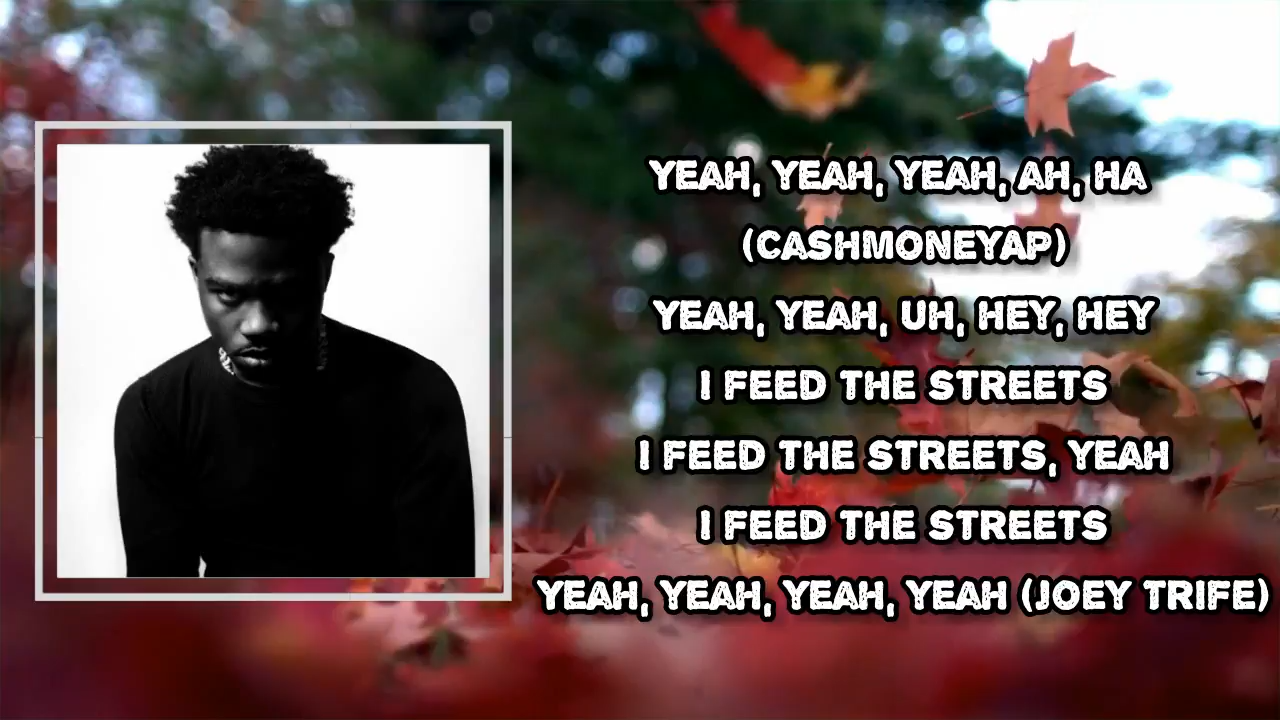 YEAH, YEAH, YEAH, AH, HA
(CASHMONEYAP)
YEAH, YEAH, UH, HEY, HEY
I FEED THE STREETS
I FEED THE STREETS, YEAH
I FEED THE STREETS
YEAH, YEAH, YEAH, YEAH (JOEY TRIFE)